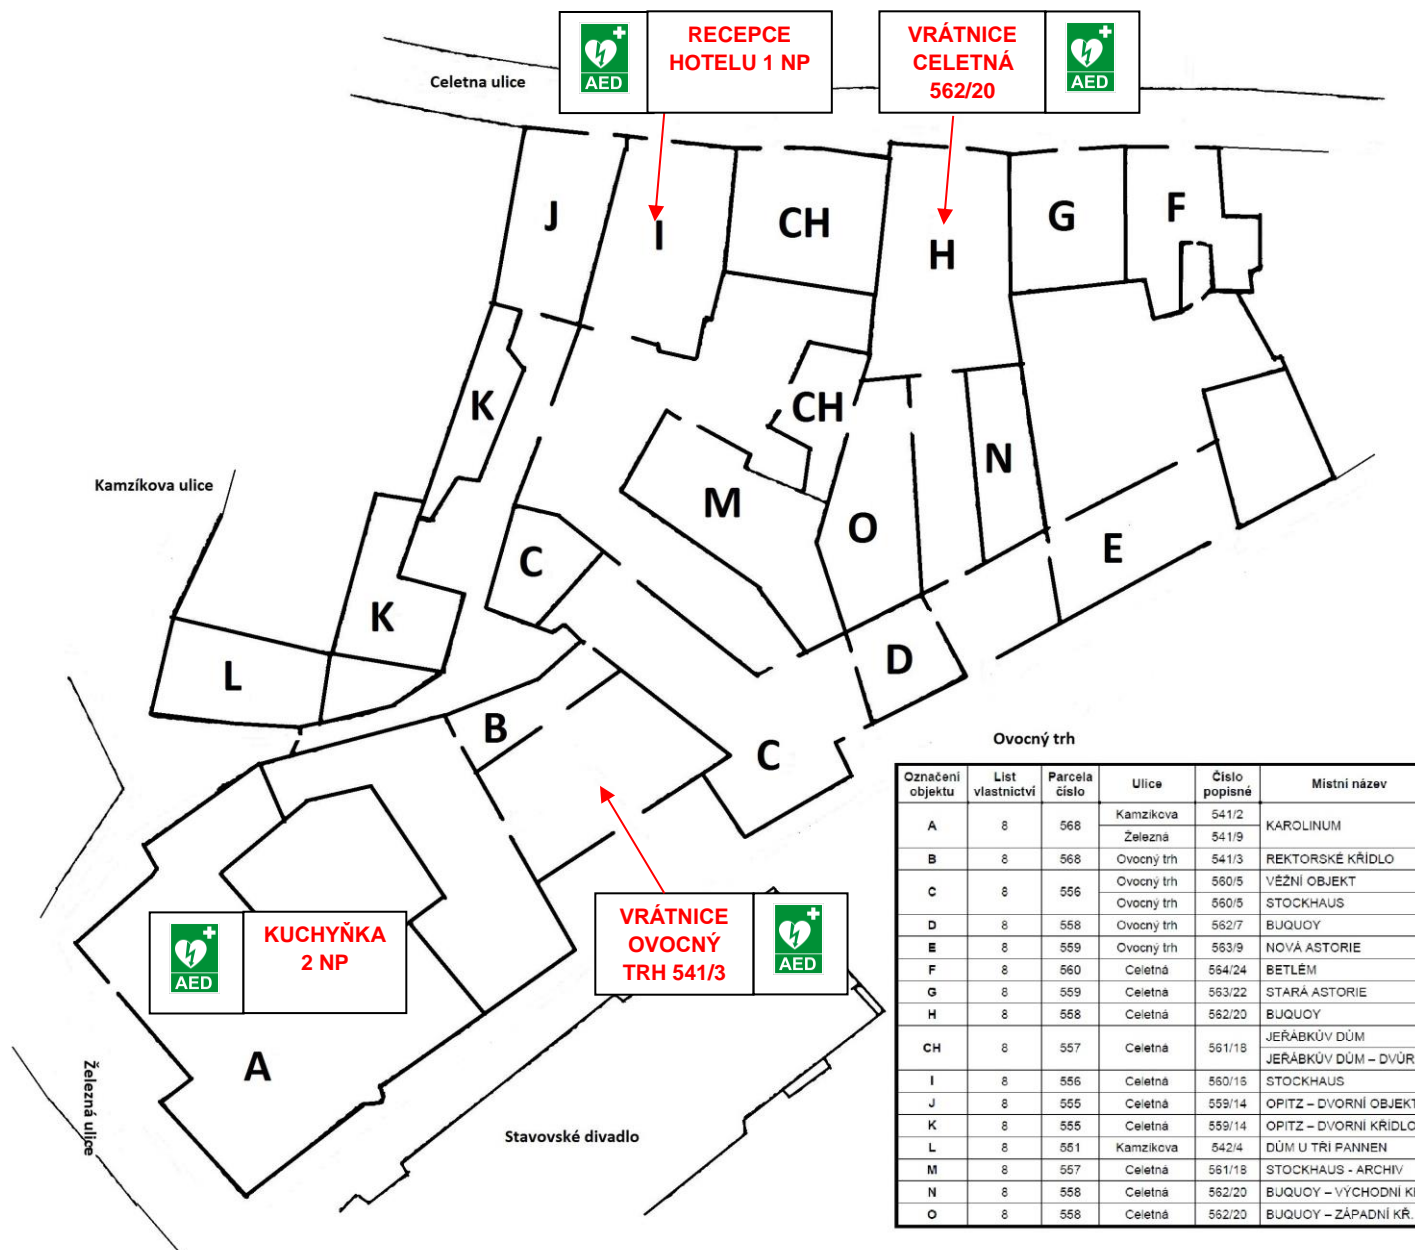 AED
RECEPCE
HOTELU 1 NP
VRÁTNICE
CELETNÁ
562/20
AED
Celetna ulice
J
I
CH
H
G
F
K
CH
Kamzíkova ulice
M
N
O
C
E
K
L
D
B
C
Ovocný trh
AED
KUCHYŇKA
2 NP
VRÁTNICE
OVOCNÝ
TRH 541/3
AED
A
Železná ulice
Stavovské divadlo
Označení objektu List vlastnictví Parcela číslo Ulice Číslo popisné Místní název
A 8 568 Kamzíkova 541/2 KAROLINUM
Železná 541/9
B 8 568 Ovocný trh 541/3 REKTORSKÉ KŘÍDLO
C 8 556 Ovocný trh 560/5 VĚŽNÍ OBJEKT
Ovocný trh 560/5 STOCKHAUS
D 8 558 Ovocný trh 562/7 BUQUOY
E 8 559 Ovocný trh 563/9 NOVÁ ASTORIE
F 8 560 Celetná 564/24 BETLÉM
G 8 559 Celetná 563/22 STARÁ ASTORIE
H 8 558 Celetná 562/20 BUQUOY
CH 8 557 Celetná 561/18 JEŘÁBKŮV DŮM
JEŘÁBKŮV DŮM – DVŮR
I 8 556 Celetná 560/16 STOCKHAUS
J 8 555 Celetná 559/14 OPITZ – DVORNÍ OBJEKT
K 8 555 Celetná 559/14 OPITZ – DVORNÍ KŘÍDLO
L 8 551 Kamzíkova 542/4 DŮM U TŘÍ PANNEN
M 8 557 Celetná 561/18 STOCKHAUS - ARCHIV
N 8 558 Celetná 562/20 BUQUOY – VÝCHODNÍ
O 8 558 Celetná 562/20 BUQUOY – ZÁPADNÍ KŘ.